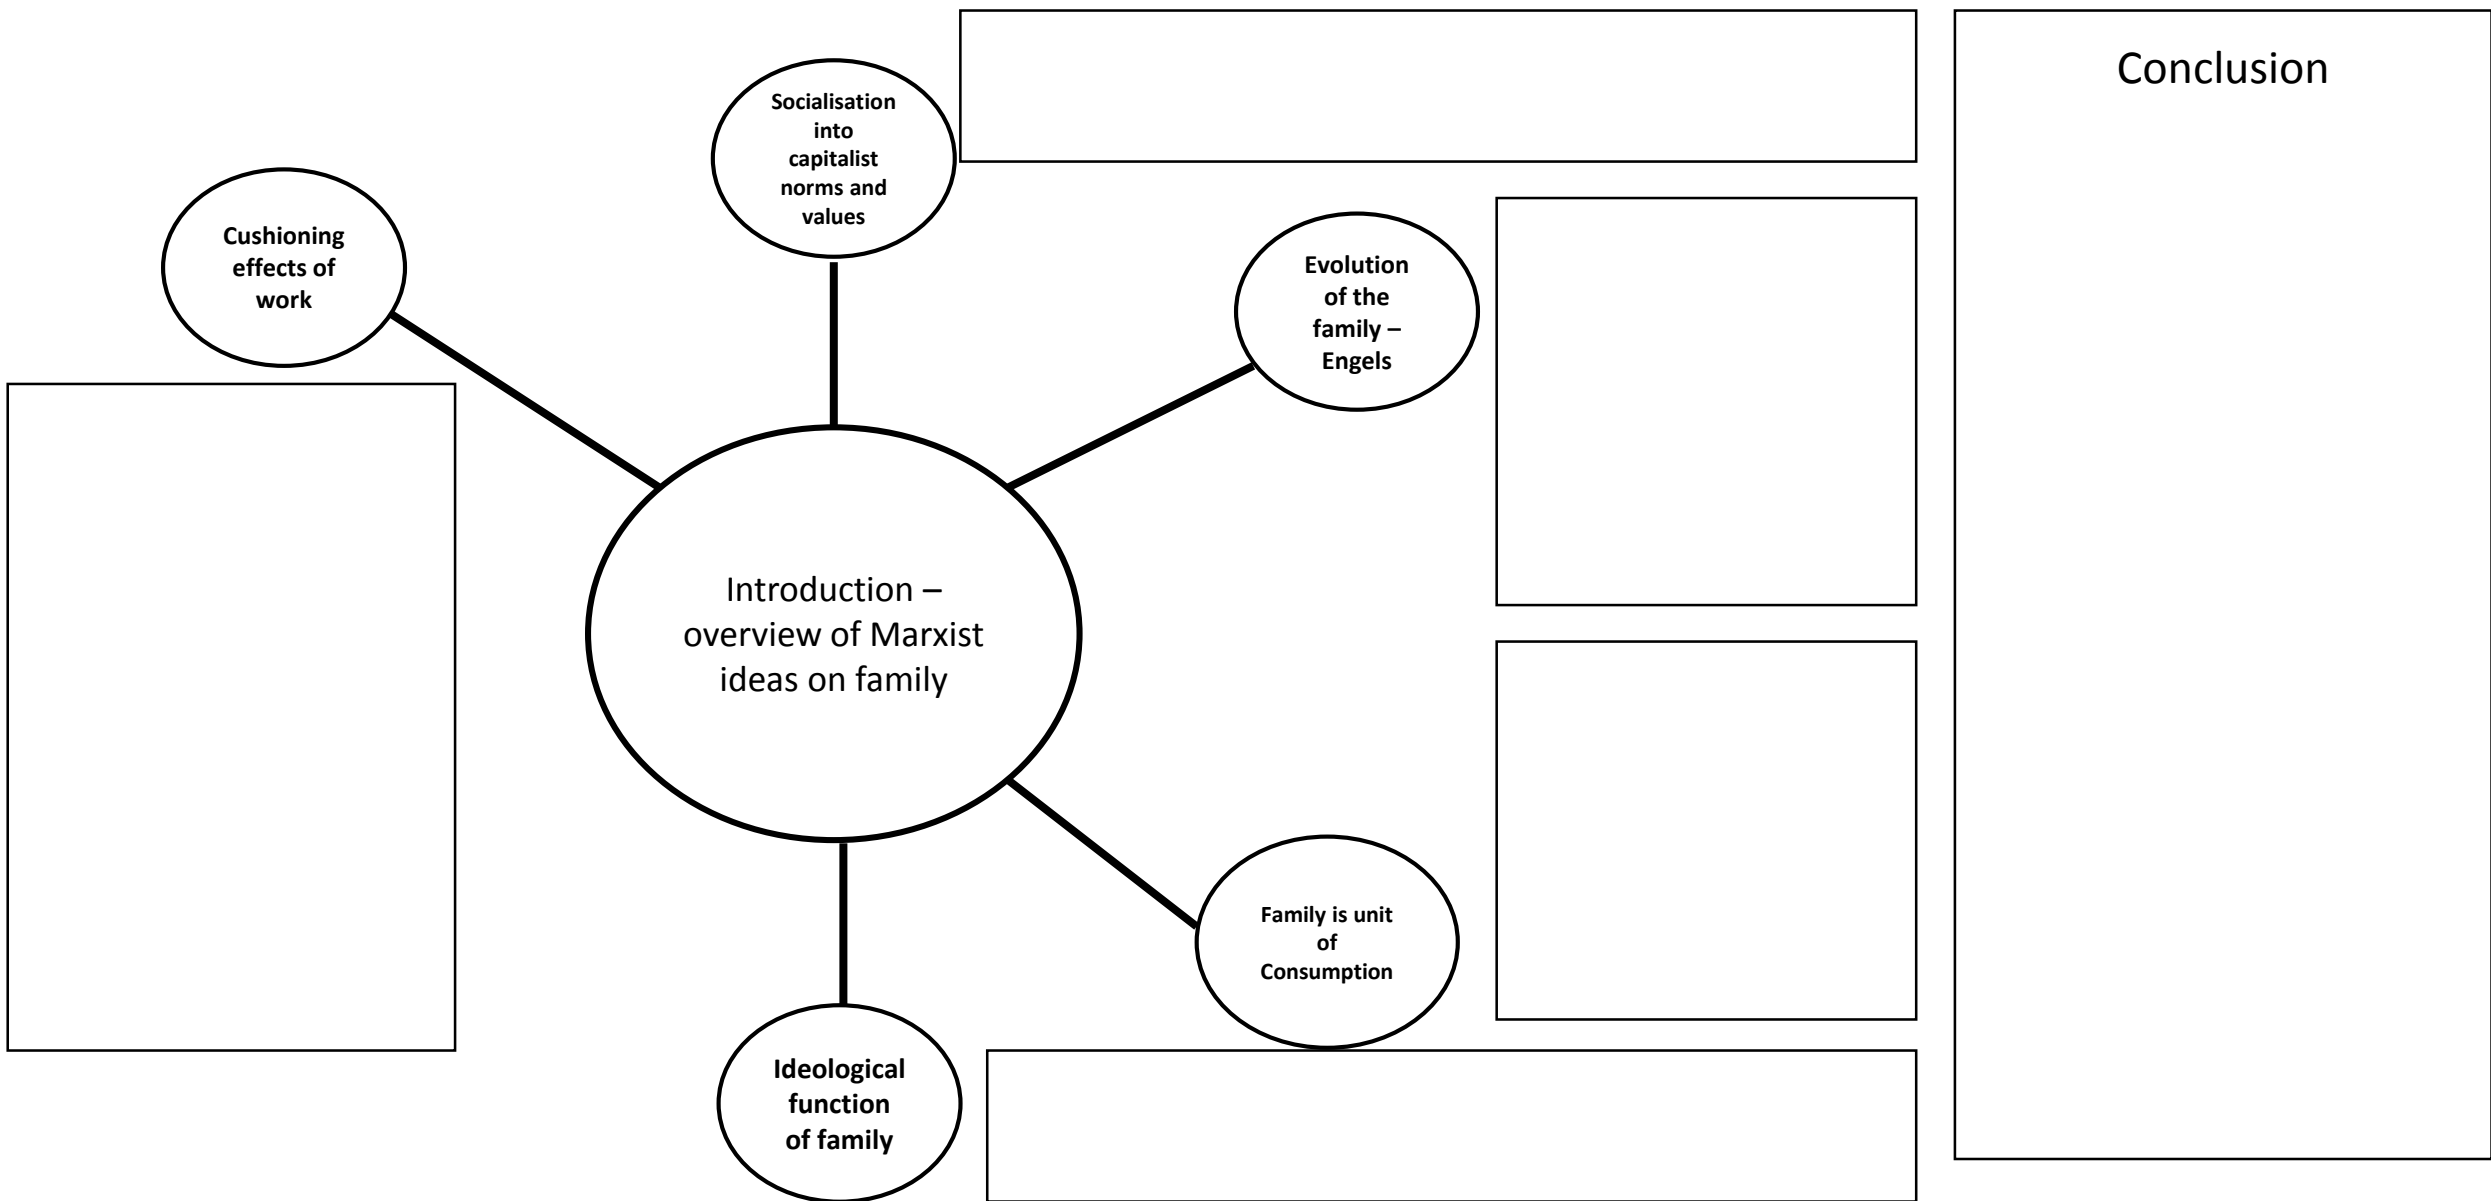 Conclusion
Socialisation
into
capitalist
norms and
values
Cushioning
effects of
work
Evolution
of the
family –
Engels
Introduction –
overview of Marxist
ideas on family
Family is unit
of
Consumption
Ideological
function
of family